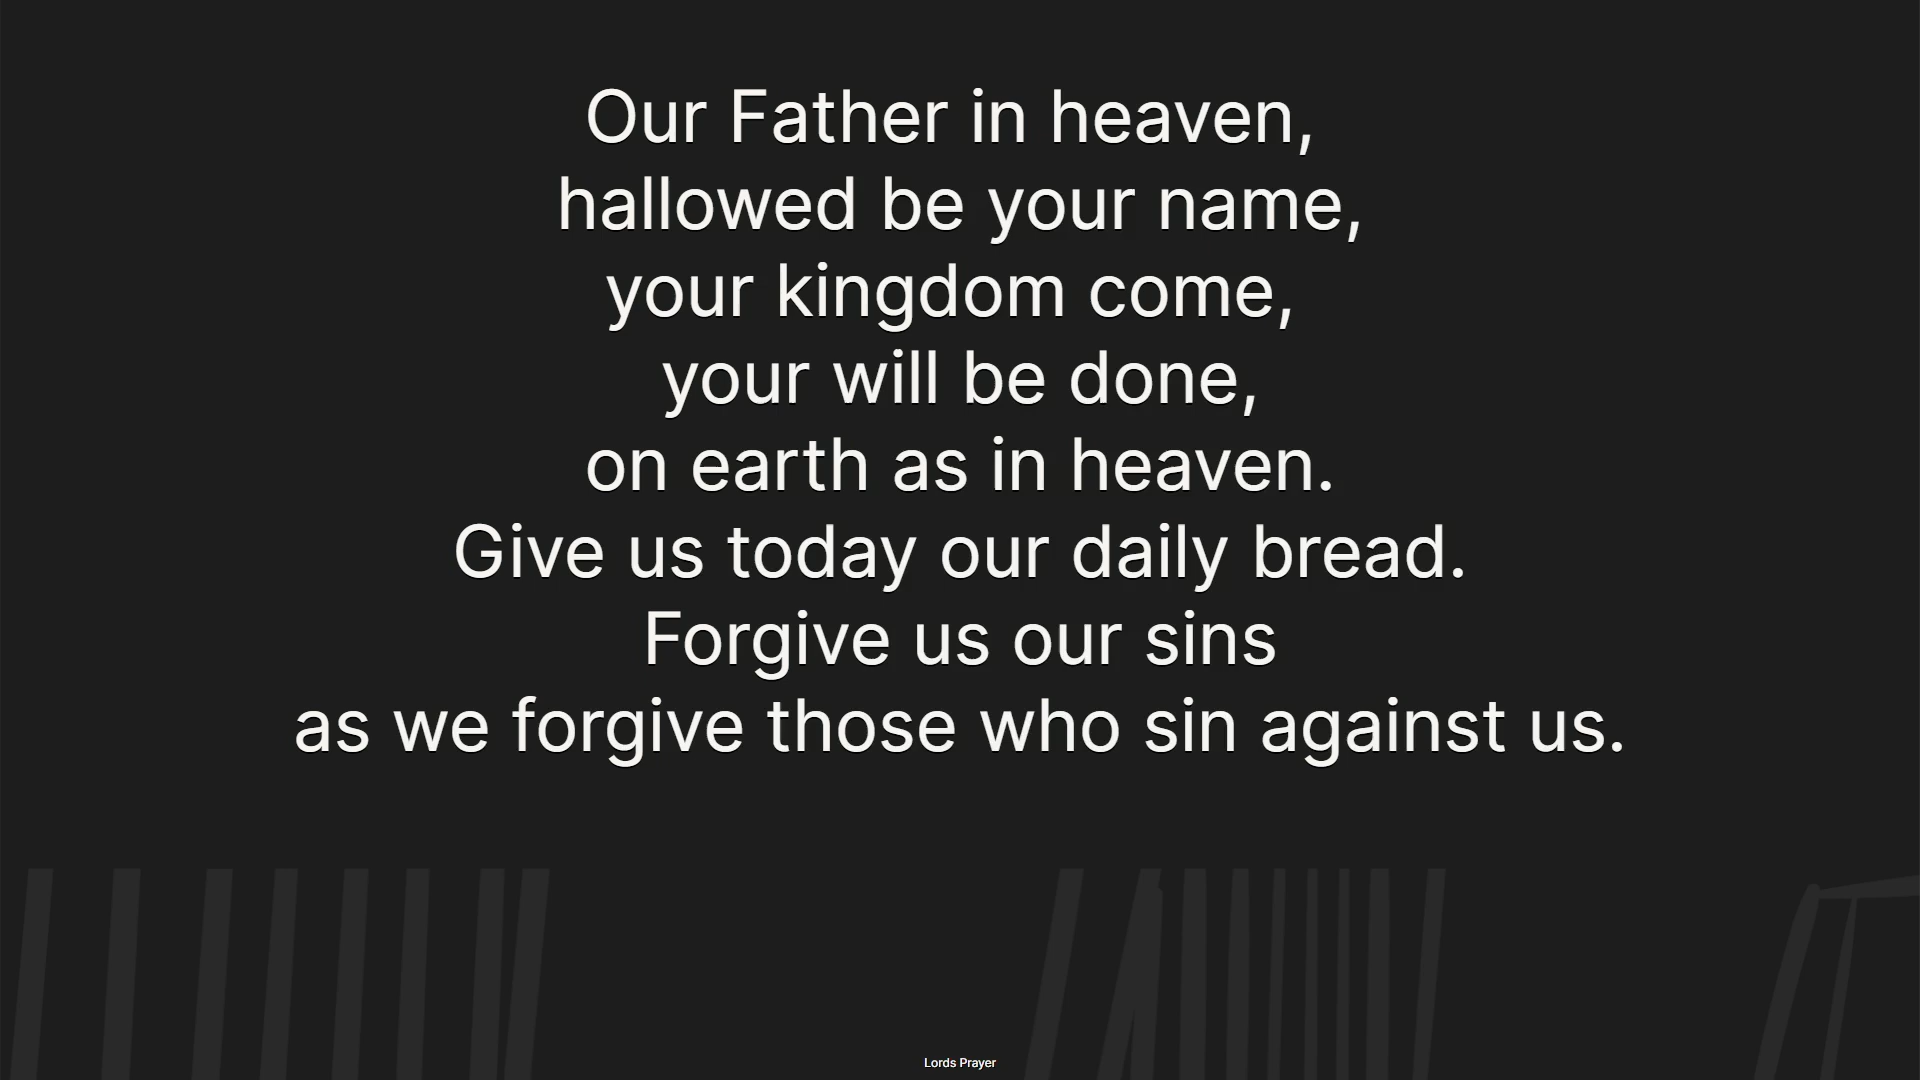 Our Father in heaven,
hallowed be your name,
your kingdom come,
your will be done,
on earth as in heaven.
Give us today our daily bread.
Forgive us our sins
as we forgive those who sin against us.
Lords Prayer